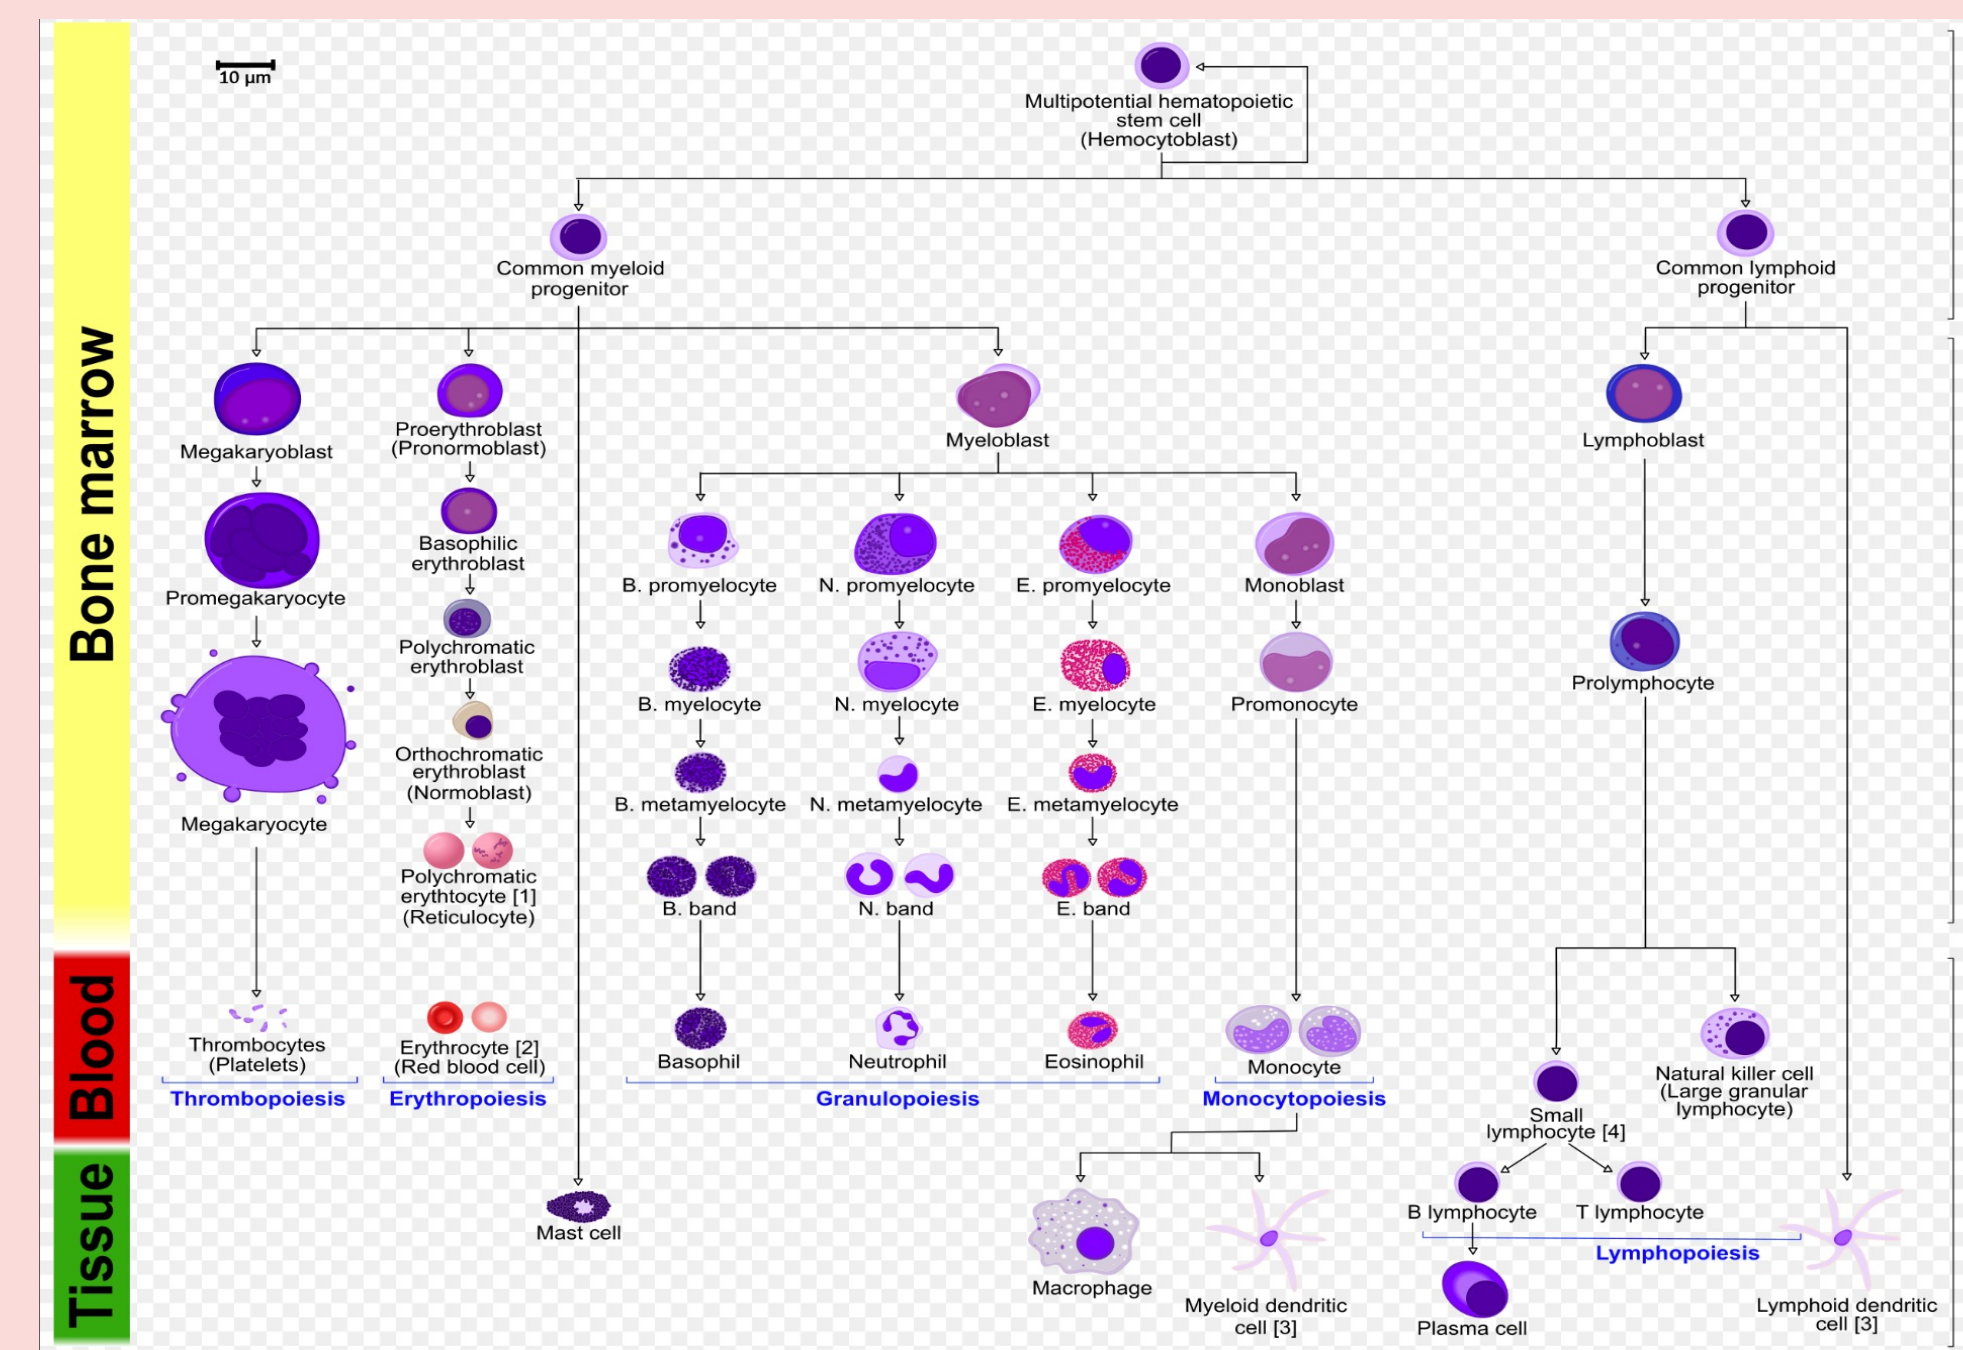 10 µm
Multipotential hematopoietic
stem cell
(Hemocytoblast)
Common myeloid
progenitor
Common lymphoid
progenitor
Bone marrow
Megakaryoblast
Proerythroblast
(Pronormoblast)
Myeloblast
Lymphoblast
Promegakaryocyte
Basophilic
erythroblast
B. promyelocyte
N. promyelocyte
E. promyelocyte
Monoblast
Polychromatic
erythroblast
B. myelocyte
N. myelocyte
E. myelocyte
Promonocyte
Prolymphocyte
Megakaryocyte
Orthochromatic
erythroblast
(Normoblast)
B. metamyelocyte
N. metamyelocyte
E. metamyelocyte
Polychromatic
erythtocyte [1]
(Reticulocyte)
B. band
N. band
E. band
Blood
Thrombocytes
(Platelets)
Erythrocyte [2]
(Red blood cell)
Basophil
Neutrophil
Eosinophil
Monocyte
Natural killer cell
(Large granular
lymphocyte)
Thrombopoiesis
Erythropoiesis
Granulopoiesis
Monocytopoiesis
Small
lymphocyte [4]
Tissue
Mast cell
Macrophage
Myeloid dendritic
cell [3]
B lymphocyte
T lymphocyte
Lymphopoiesis
Plasma cell
Lymphoid dendritic
cell [3]